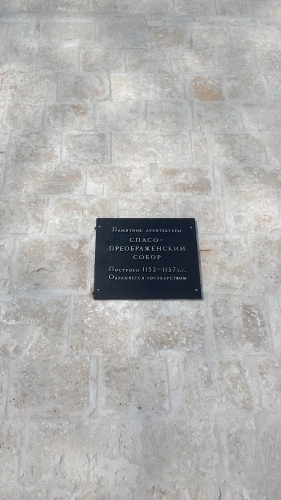 Памятник архитектуры
СПАСО-
ПРЕОБРАЖЕНСКИЙ
СОБОР
Построен 1152-1157 г.г.
Охраняется государством